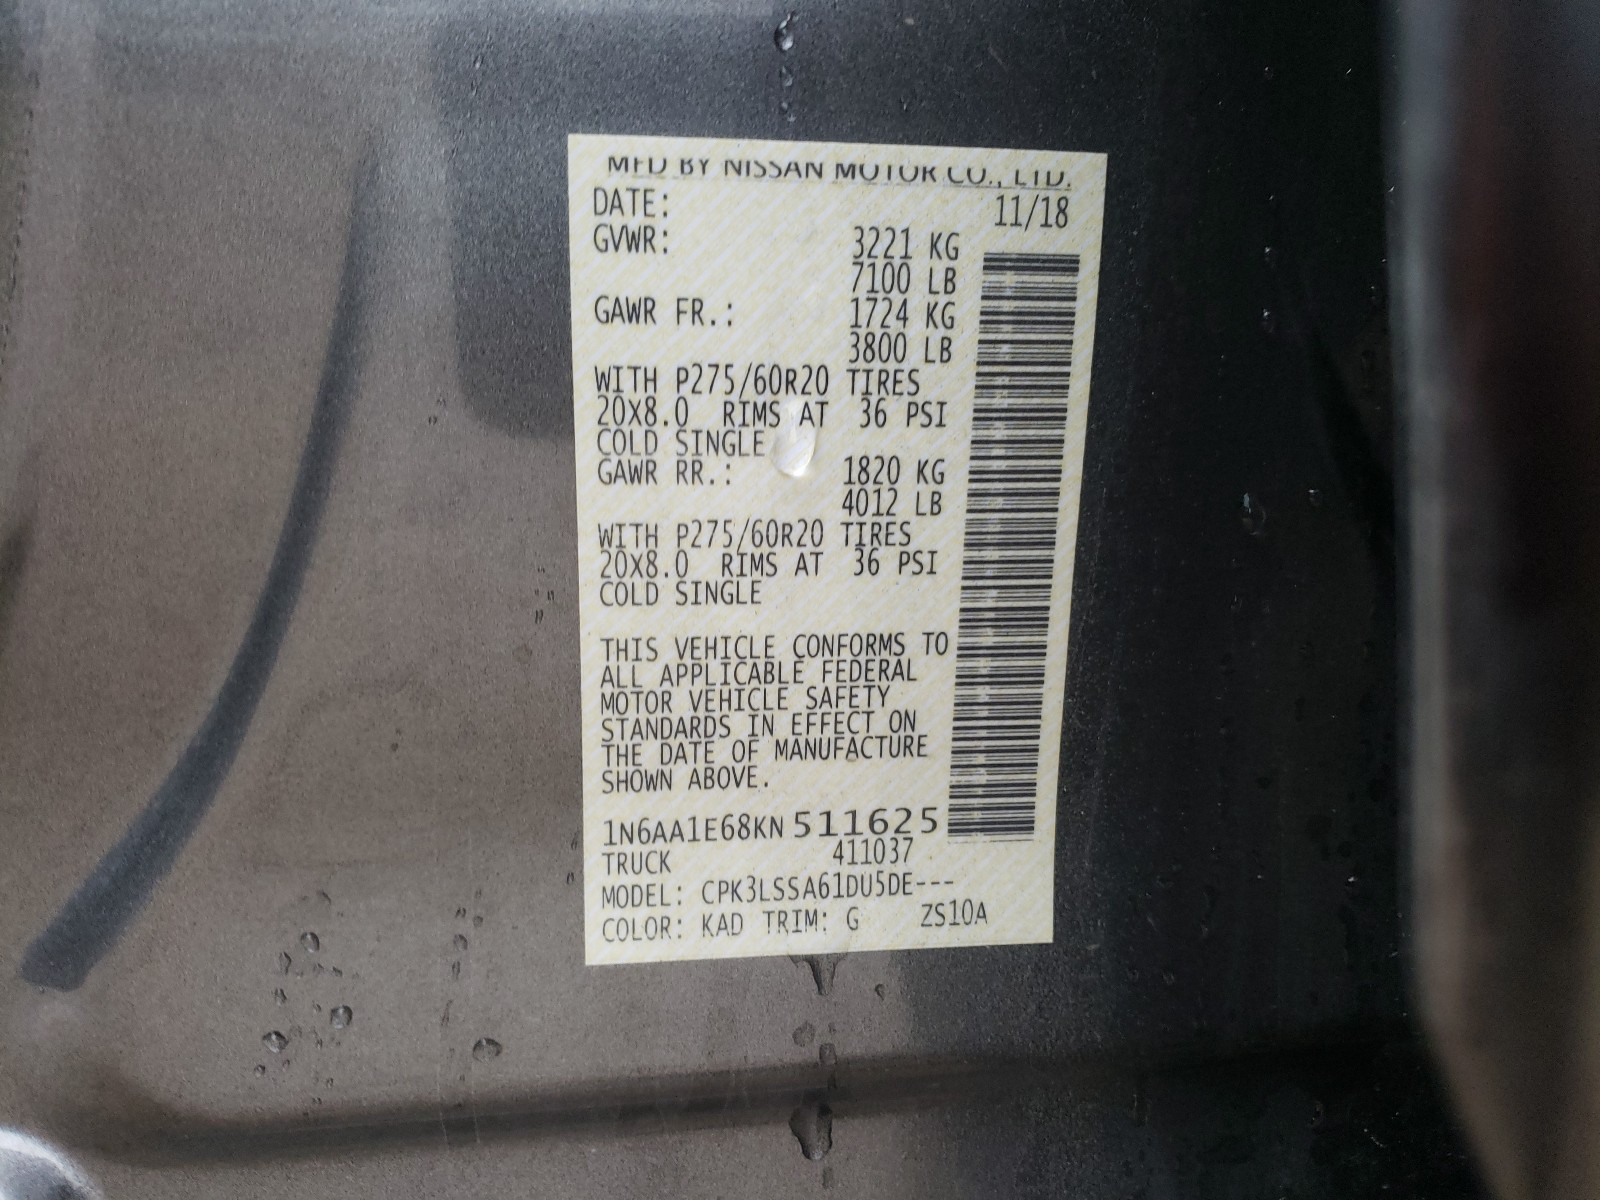 MFD BY NISSAN MOTOR CO., LTD.
DATE: 11/18
GVWR: 3221 KG
7100 LB
GAWR FR.: 1724 KG
3800 LB
WITH P275/60R20 TIRES
20X8.0 RIMS AT 36 PSI
COLD SINGLE
GAWR RR.: 1820 KG
4012 LB
WITH P275/60R20 TIRES
20X8.0 RIMS AT 36 PSI
COLD SINGLE
THIS VEHICLE CONFORMS TO
ALL APPLICABLE FEDERAL
MOTOR VEHICLE SAFETY
STANDARDS IN EFFECT ON
THE DATE OF MANUFACTURE
SHOWN ABOVE.
1N6AA1E68KN511625
TRUCK 411037
MODEL: CPK3LSSA61DU5DE---
COLOR: KAD TRIM: G ZS10A